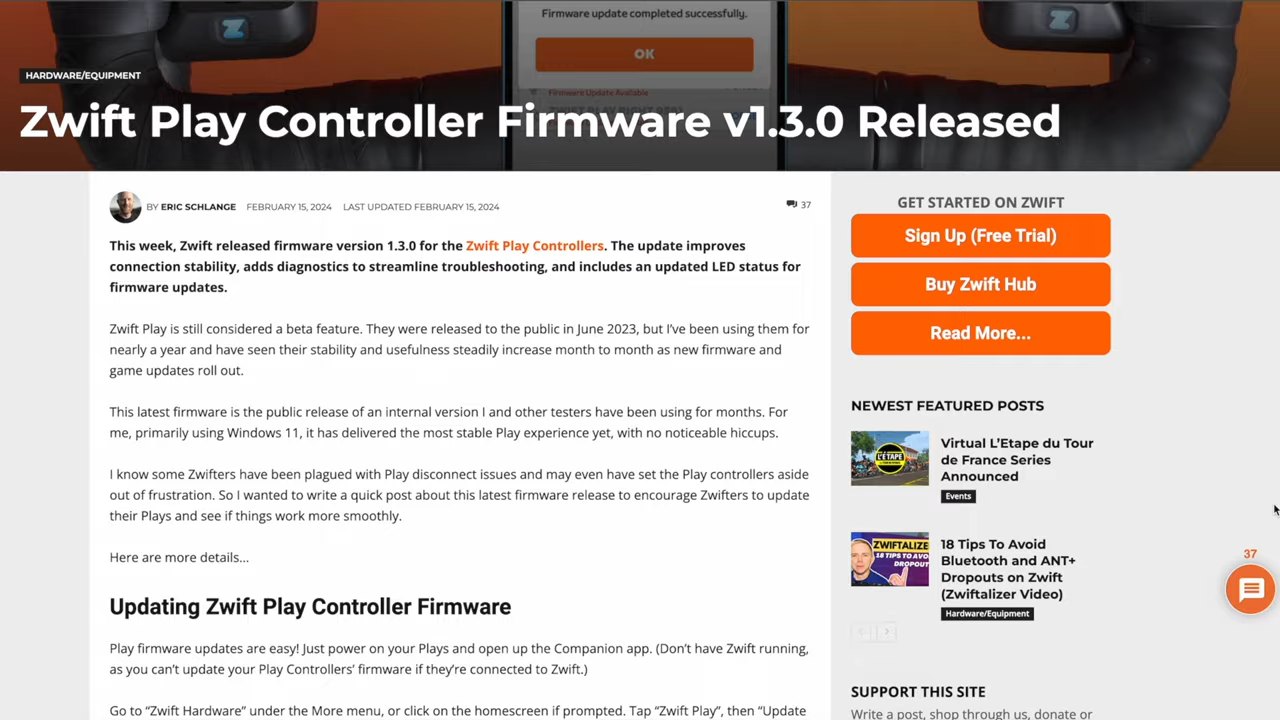 Firmware update completed successfully.
OK
Firmware Update Available
HARDWARE/EQUIPMENT
Zwift Play Controller Firmware v1.3.0 Released
BY ERIC SCHLANGE FEBRUARY 15, 2024 LAST UPDATED FEBRUARY 15, 2024 37
This week, Zwift released firmware version 1.3.0 for the Zwift Play Controllers. The update improves
connection stability, adds diagnostics to streamline troubleshooting, and includes an updated LED status for
firmware updates.
Zwift Play is still considered a beta feature. They were released to the public in June 2023, but I've been using them for
nearly a year and have seen their stability and usefulness steadily increase month to month as new firmware and
game updates roll out.
This latest firmware is the public release of an internal version I and other testers have been using for months. For
me, primarily using Windows 11, it has delivered the most stable Play experience yet, with no noticeable hiccups.
I know some Zwifters have been plagued with Play disconnect issues and may even have set the Play controllers aside
out of frustration. So I wanted to write a quick post about this latest firmware release to encourage Zwifters to update
their Plays and see if things work more smoothly.
Here are more details...
Updating Zwift Play Controller Firmware
Play firmware updates are easy! Just power on your Plays and open up the Companion app. (Don't have Zwift running,
as you can't update your Play Controllers' firmware if they're connected to Zwift.)
Go to "Zwift Hardware" under the More menu, or click on the homescreen if prompted. Tap "Zwift Play", then "Update
GET STARTED ON ZWIFT
Sign Up (Free Trial)
Buy Zwift Hub
Read More...
NEWEST FEATURED POSTS
L'ETAPE
Virtual L'Etape du Tour
de France Series
Announced
Events
ZWIFTALIZE
18 TIPS TO AVO
DROPOUT
18 Tips To Avoid
Bluetooth and ANT+
Dropouts on Zwift
(Zwiftalizer Video)
Hardware/Equipment
37
SUPPORT THIS SITE
Write a post, shop through us, donate or